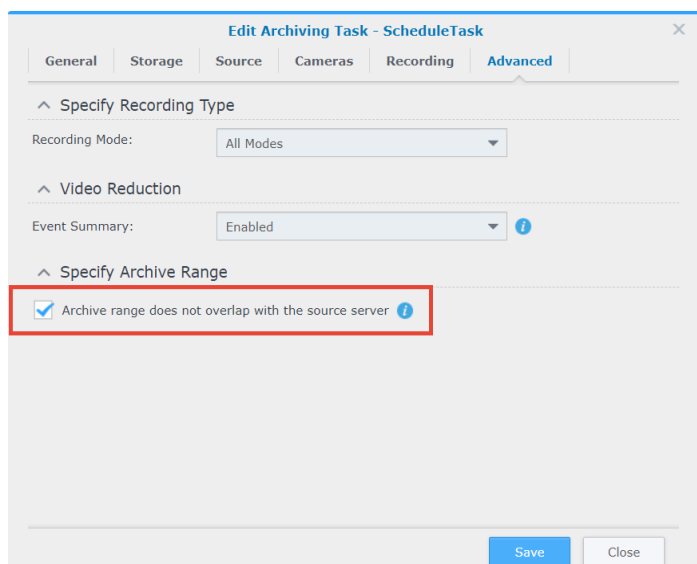 Edit Archiving Task - ScheduleTask
General Storage Source Cameras Recording Advanced
Specify Recording Type
Recording Mode: All Modes
Video Reduction
Event Summary: Enabled
Specify Archive Range
Archive range does not overlap with the source server
Save Close